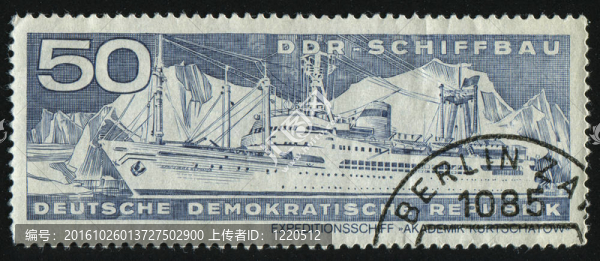 50
DDR-SCHIFFBAU
BERLIN
1085
DEUTSCHE DEMOKRATISCHE REPUBLIK
EXPEDITIONSSCHIFF -AKADEMIK KURTSCHATOW-
编号：20161026013727502900 上传者ID：1220512